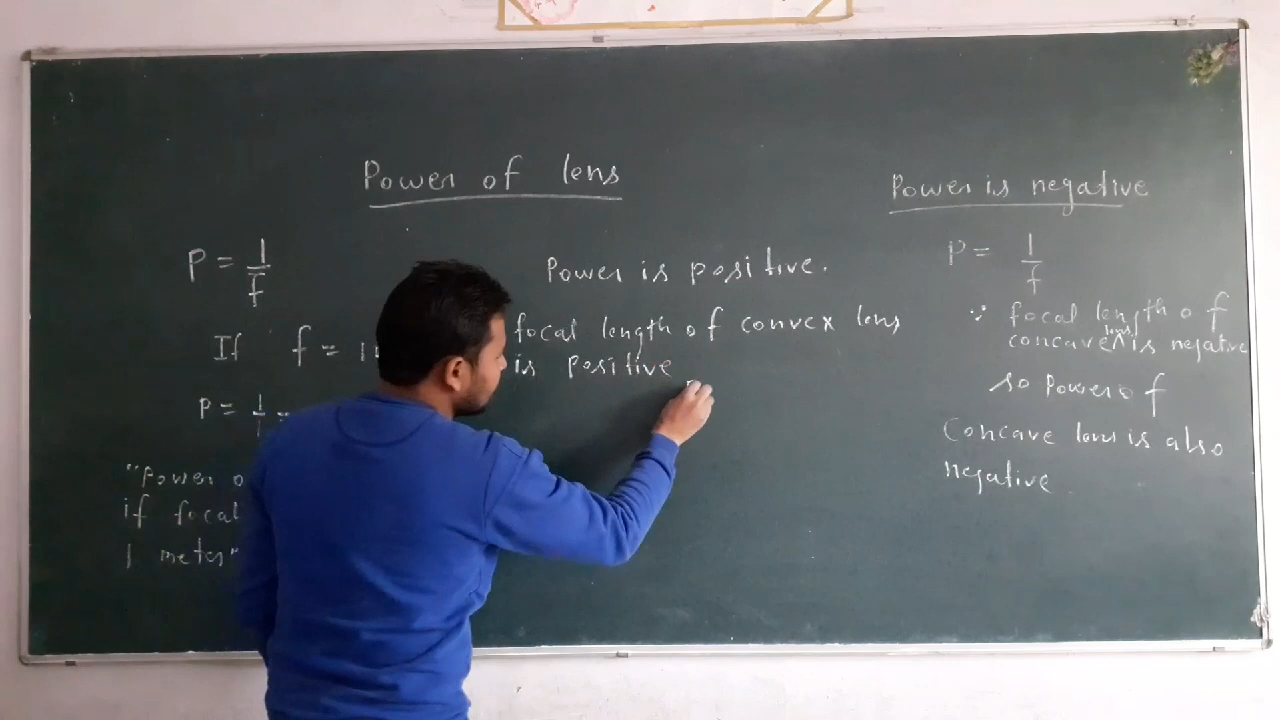 Power of lens
P = 1/f
If f = 1
P = 1/1 =
"Power o
if focal
1 meter"
Power is positive.
focal length of convex lens
is positive
Power is negative
P = 1/f
∵ focal length of
concave lens is negative
so Power of
Concave lens is also
negative.